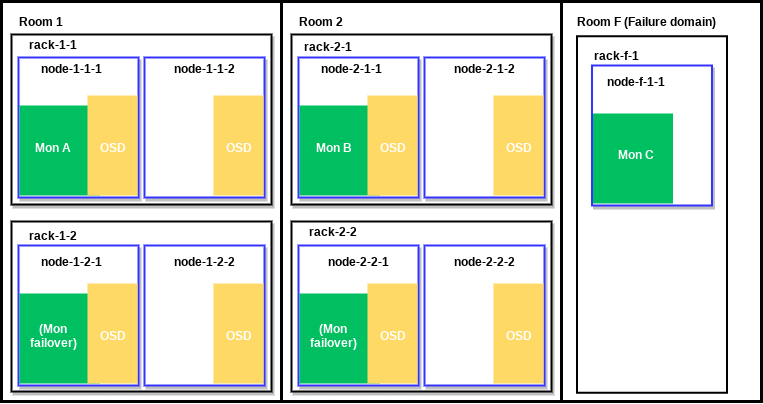 Room 1
rack-1-1
node-1-1-1
node-1-1-2
Mon A
OSD
OSD
rack-1-2
node-1-2-1
node-1-2-2
(Mon
failover)
OSD
OSD
Room 2
rack-2-1
node-2-1-1
node-2-1-2
Mon B
OSD
OSD
rack-2-2
node-2-2-1
node-2-2-2
(Mon
failover)
OSD
OSD
Room F (Failure domain)
rack-f-1
node-f-1-1
Mon C